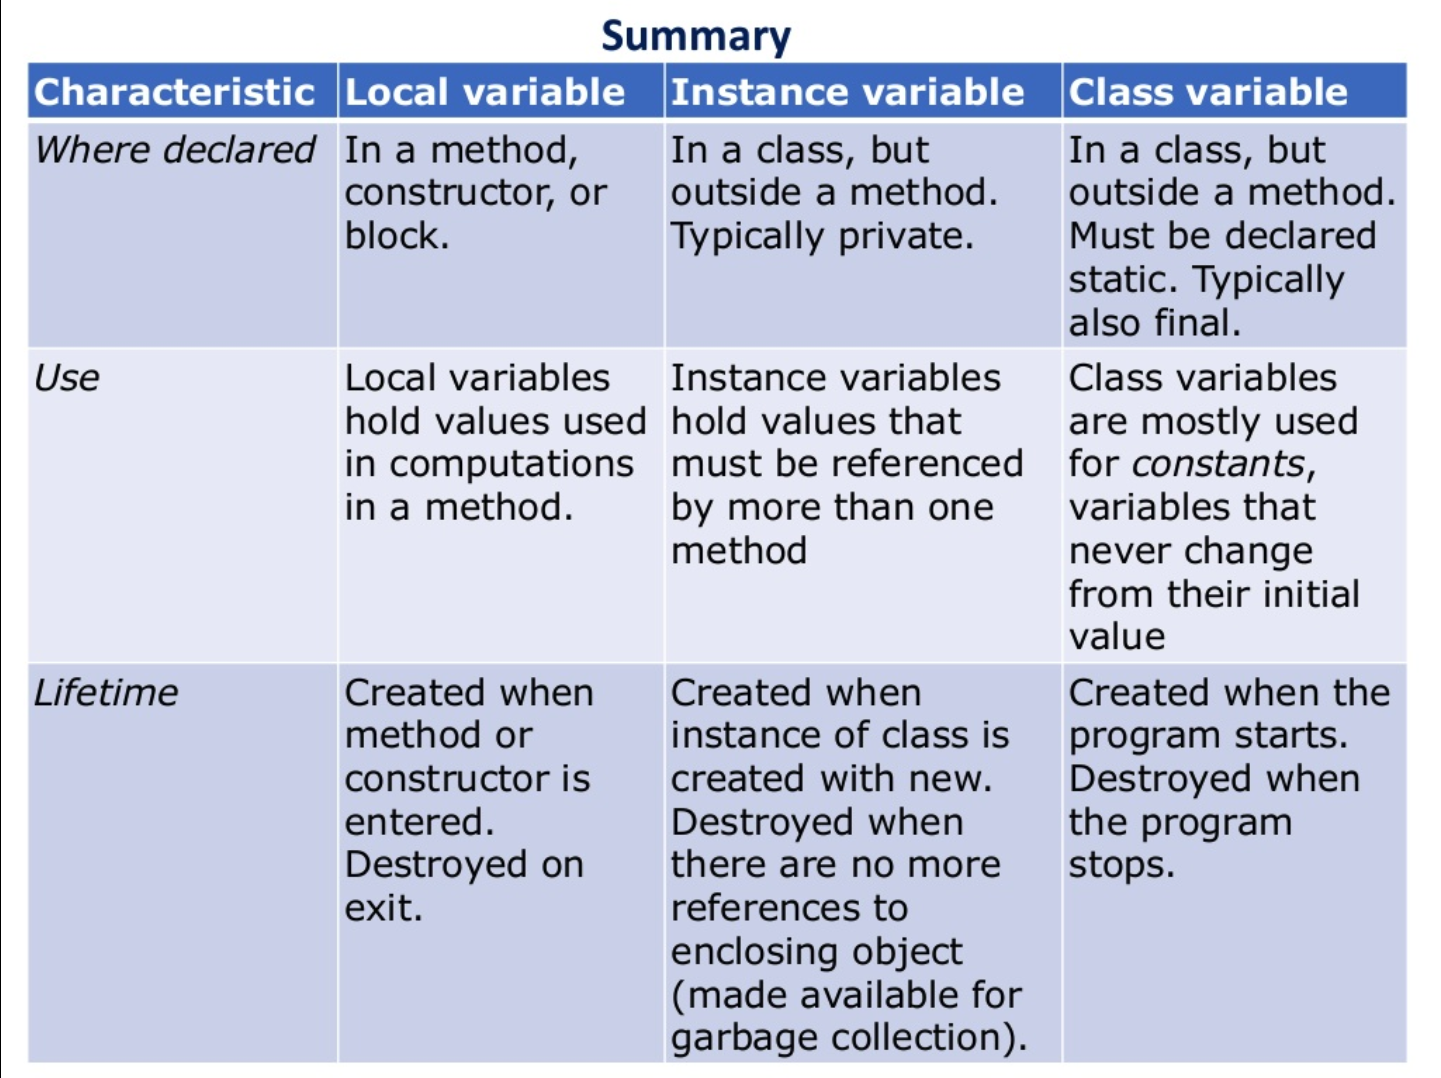 Summary
Characteristic
Local variable
Instance variable
Class variable
Where declared
In a method,
constructor, or
block.
In a class, but
outside a method.
Typically private.
In a class, but
outside a method.
Must be declared
static. Typically
also final.
Use
Local variables
hold values used
in computations
in a method.
Instance variables
hold values that
must be referenced
by more than one
method
Class variables
are mostly used
for constants,
variables that
never change
from their initial
value
Lifetime
Created when
method or
constructor is
entered.
Destroyed on
exit.
Created when
instance of class is
created with new.
Destroyed when
there are no more
references to
enclosing object
(made available for
garbage collection).
Created when the
program starts.
Destroyed when
the program
stops.